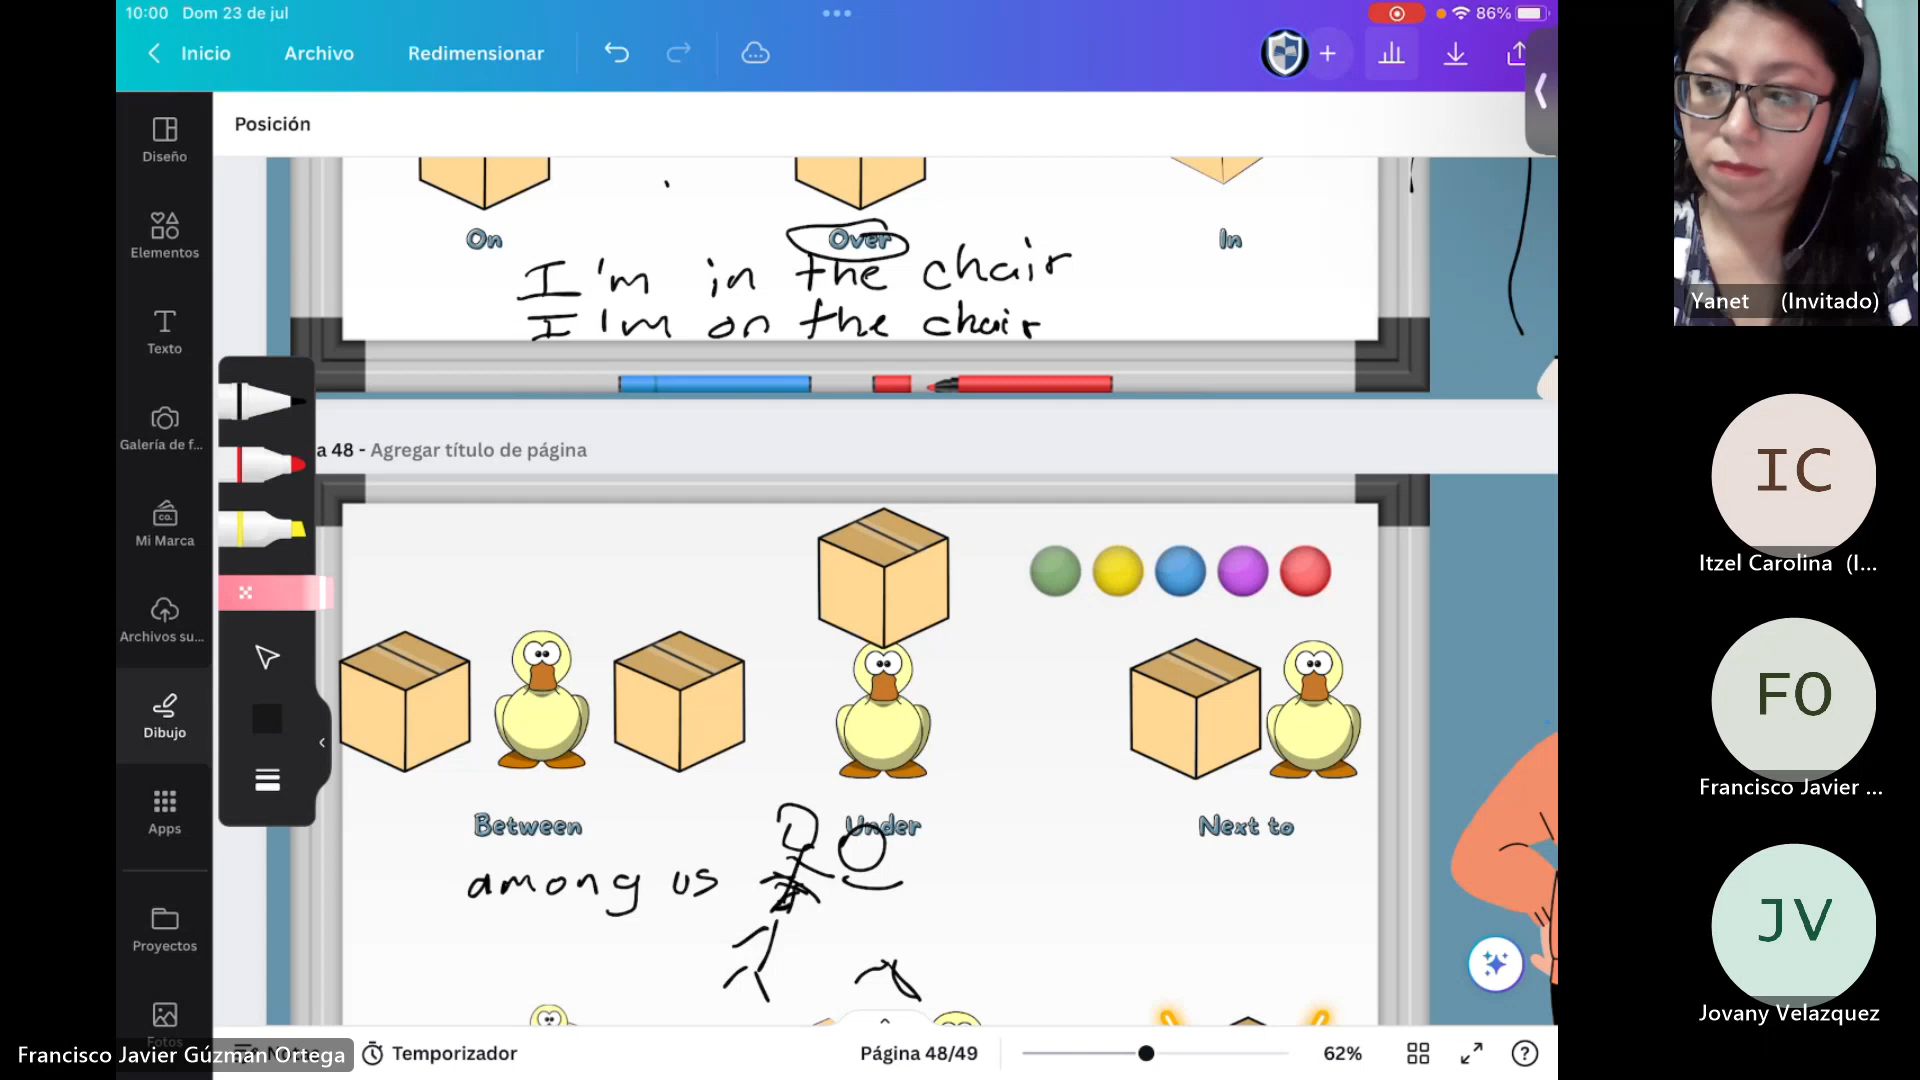 10:00 Dom 23 de jul
86%
Inicio Archivo Redimensionar
Posición
Diseño
Elementos
Texto
Galería de f...
Mi Marca
Archivos su...
Dibujo
Apps
Proyectos
Fotos
On Over In
I'm in the chair
I'm on the chair
a 48 - Agregar título de página
Between Under Next to
among us
Temporizador
Página 48/49
62%
Francisco Javier Gúzman Ortega
Yanet (Invitado)
IC
Itzel Carolina (I...
FO
Francisco Javier ...
JV
Jovany Velazquez